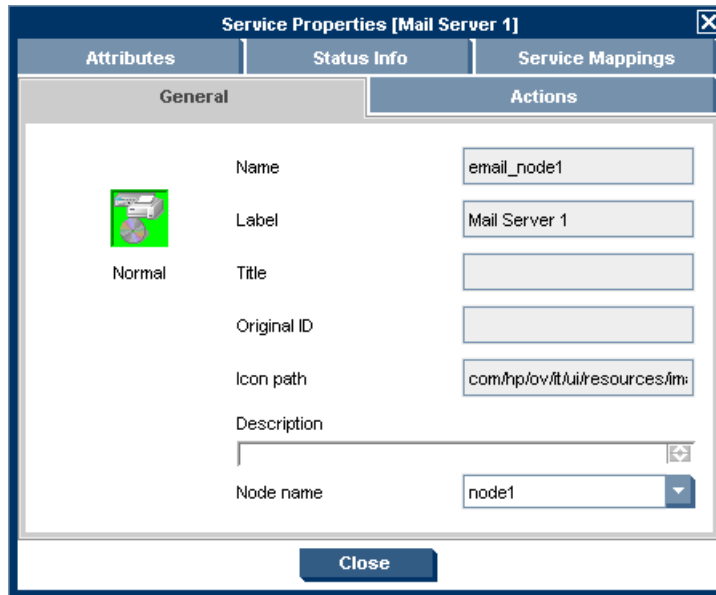 Service Properties [Mail Server 1]
Attributes
Status Info
Service Mappings
General
Actions
Name
email_node1
Label
Mail Server 1
Normal
Title
Original ID
Icon path
com/hp/ov/it/ui/resources/ima
Description
Node name
node1
Close